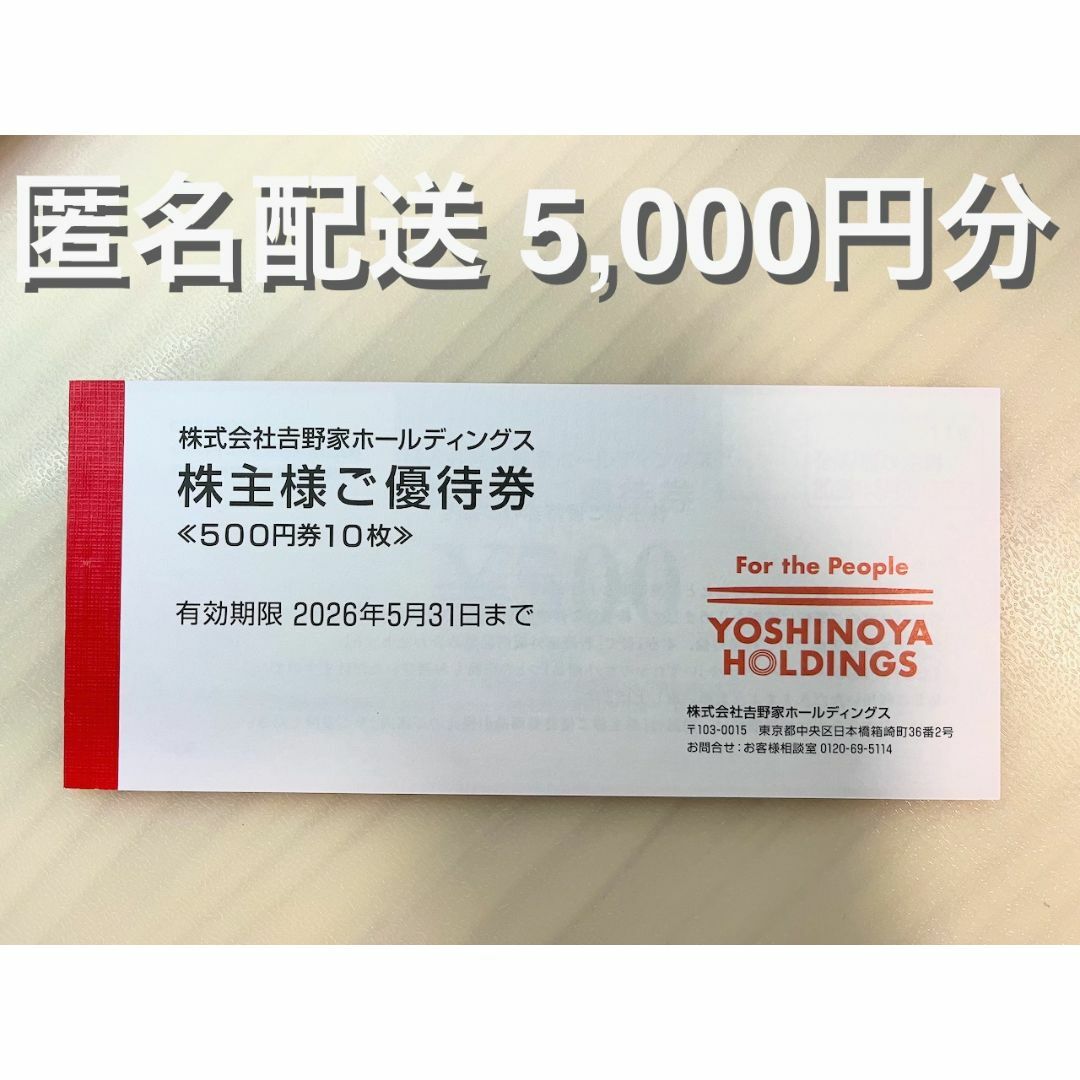 匿名配送 5,000円分
株式会社𠮷野家ホールディングス
株主様ご優待券
≪500円券10枚≫
有効期限 2026年5月31日まで
For the People
YOSHINOYA
HOLDINGS
株式会社𠮷野家ホールディングス
〒103-0015 東京都中央区日本橋箱崎町36番2号
お問合せ：お客様相談室 0120-69-5114